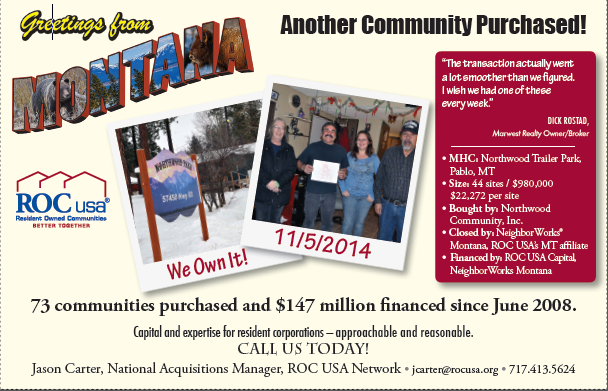 Greetings from
MONTANA
Another Community Purchased!
"The transaction actually went
a lot smoother than we figured.
I wish we had one of these
every week."
DICK ROSTAD,
Marwest Realty Owner/Broker
• MHC: Northwood Trailer Park,
Pablo, MT
• Size: 44 sites / $980,000
$22,272 per site
• Bought by: Northwood
Community, Inc.
• Closed by: NeighborWorks®
Montana, ROC USA's MT affiliate
• Financed by: ROC USA Capital,
NeighborWorks Montana
ROC USA®
Resident Owned Communities
BETTER TOGETHER
We Own It!
11/5/2014
73 communities purchased and $147 million financed since June 2008.
Capital and expertise for resident corporations – approachable and reasonable.
CALL US TODAY!
Jason Carter, National Acquisitions Manager, ROC USA Network • jcarter@rocusa.org • 717.413.5624